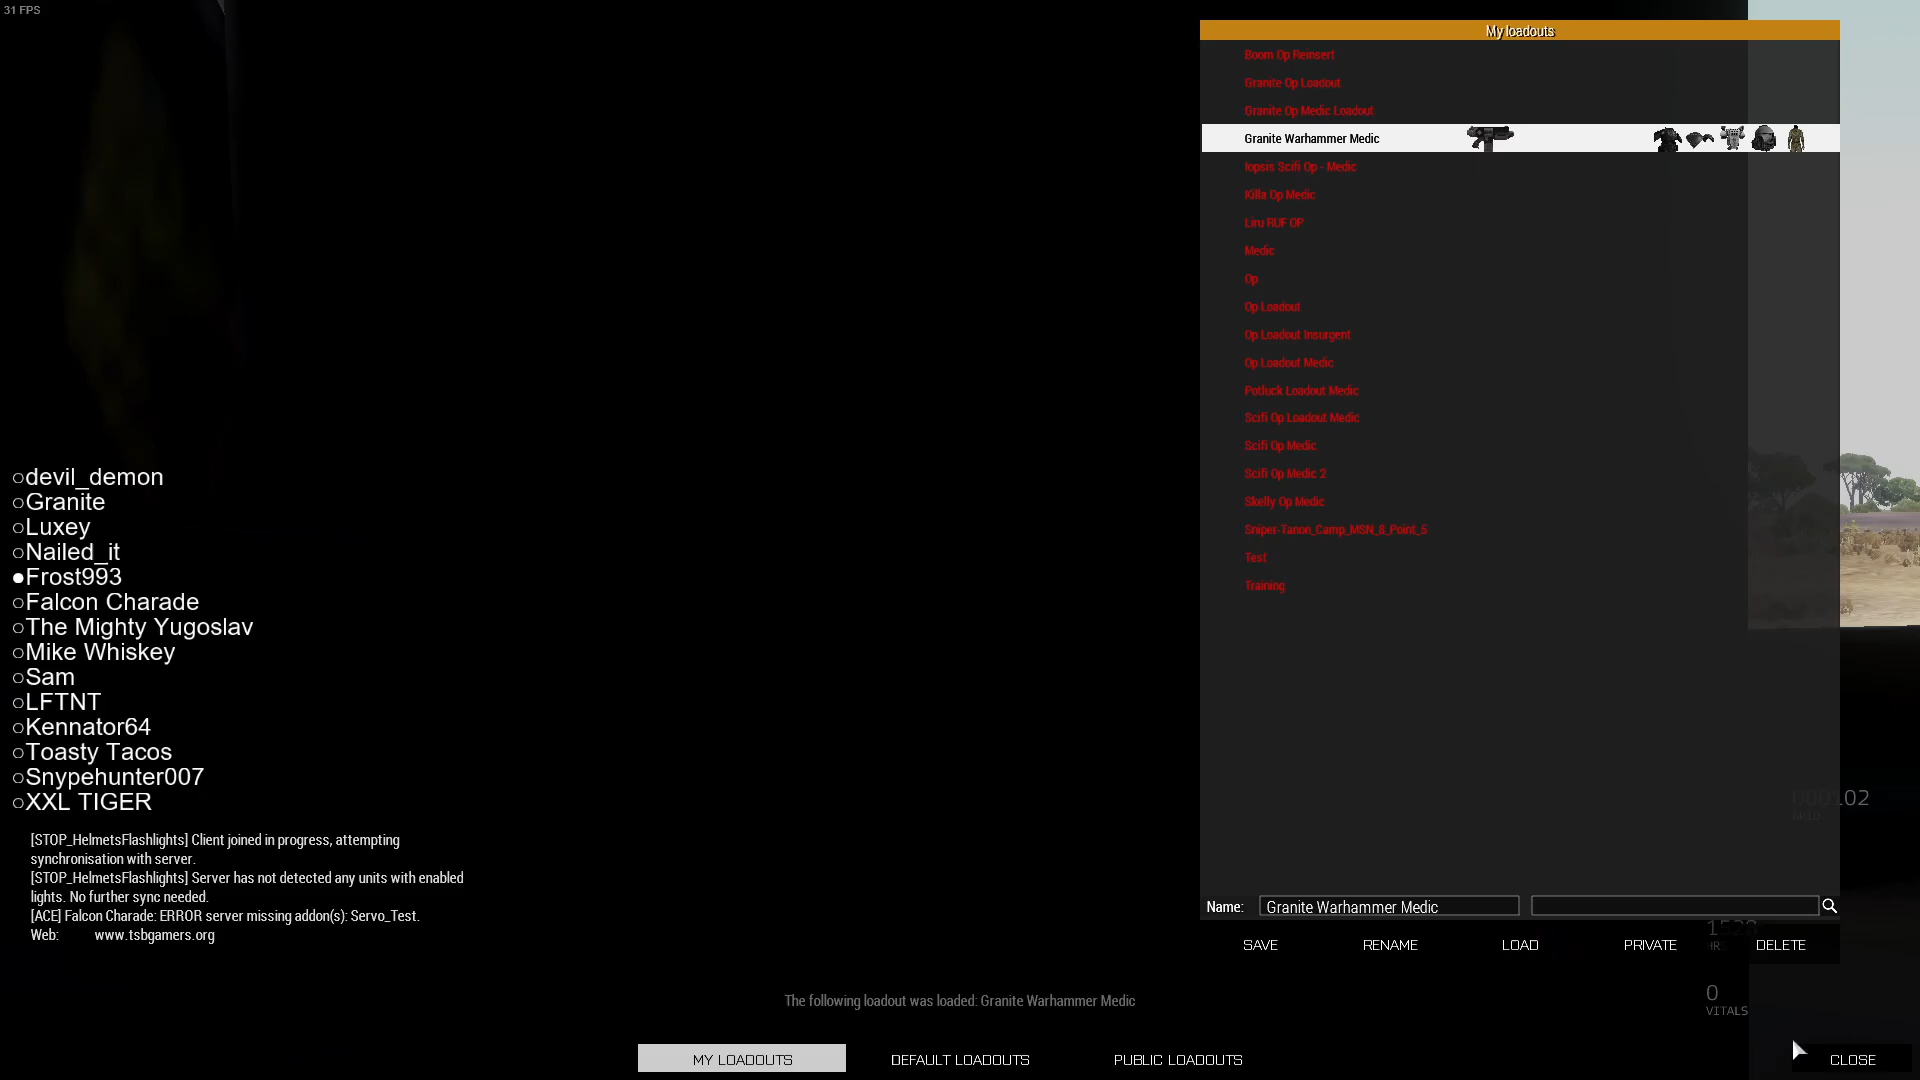 31 FPS
My loadouts
Boom Op Reinsert
Granite Op Loadout
Granite Op Medic Loadout
Granite Warhammer Medic
Iopsis Scifi Op - Medic
Killa Op Medic
Liru RUF OP
Medic
Op
Op Loadout
Op Loadout Insurgent
Op Loadout Medic
Potluck Loadout Medic
Scifi Op Loadout Medic
Scifi Op Medic
Scifi Op Medic 2
Skelly Op Medic
Sniper-Tanon_Camp_MSN_8_Point_5
Test
Training
devil_demon
Granite
Luxey
Nailed_it
Frost993
Falcon Charade
The Mighty Yugoslav
Mike Whiskey
Sam
LFTNT
Kennator64
Toasty Tacos
Snypehunter007
XXL TIGER
[STOP_HelmetsFlashlights] Client joined in progress, attempting
synchronisation with server.
[STOP_HelmetsFlashlights] Server has not detected any units with enabled
lights. No further sync needed.
[ACE] Falcon Charade: ERROR server missing addon(s): Servo_Test.
Web: www.tsbgamers.org
000102
GRID
Name: Granite Warhammer Medic
HRS
SAVE RENAME LOAD PRIVATE DELETE
0
VITALS
The following loadout was loaded: Granite Warhammer Medic
MY LOADOUTS DEFAULT LOADOUTS PUBLIC LOADOUTS CLOSE